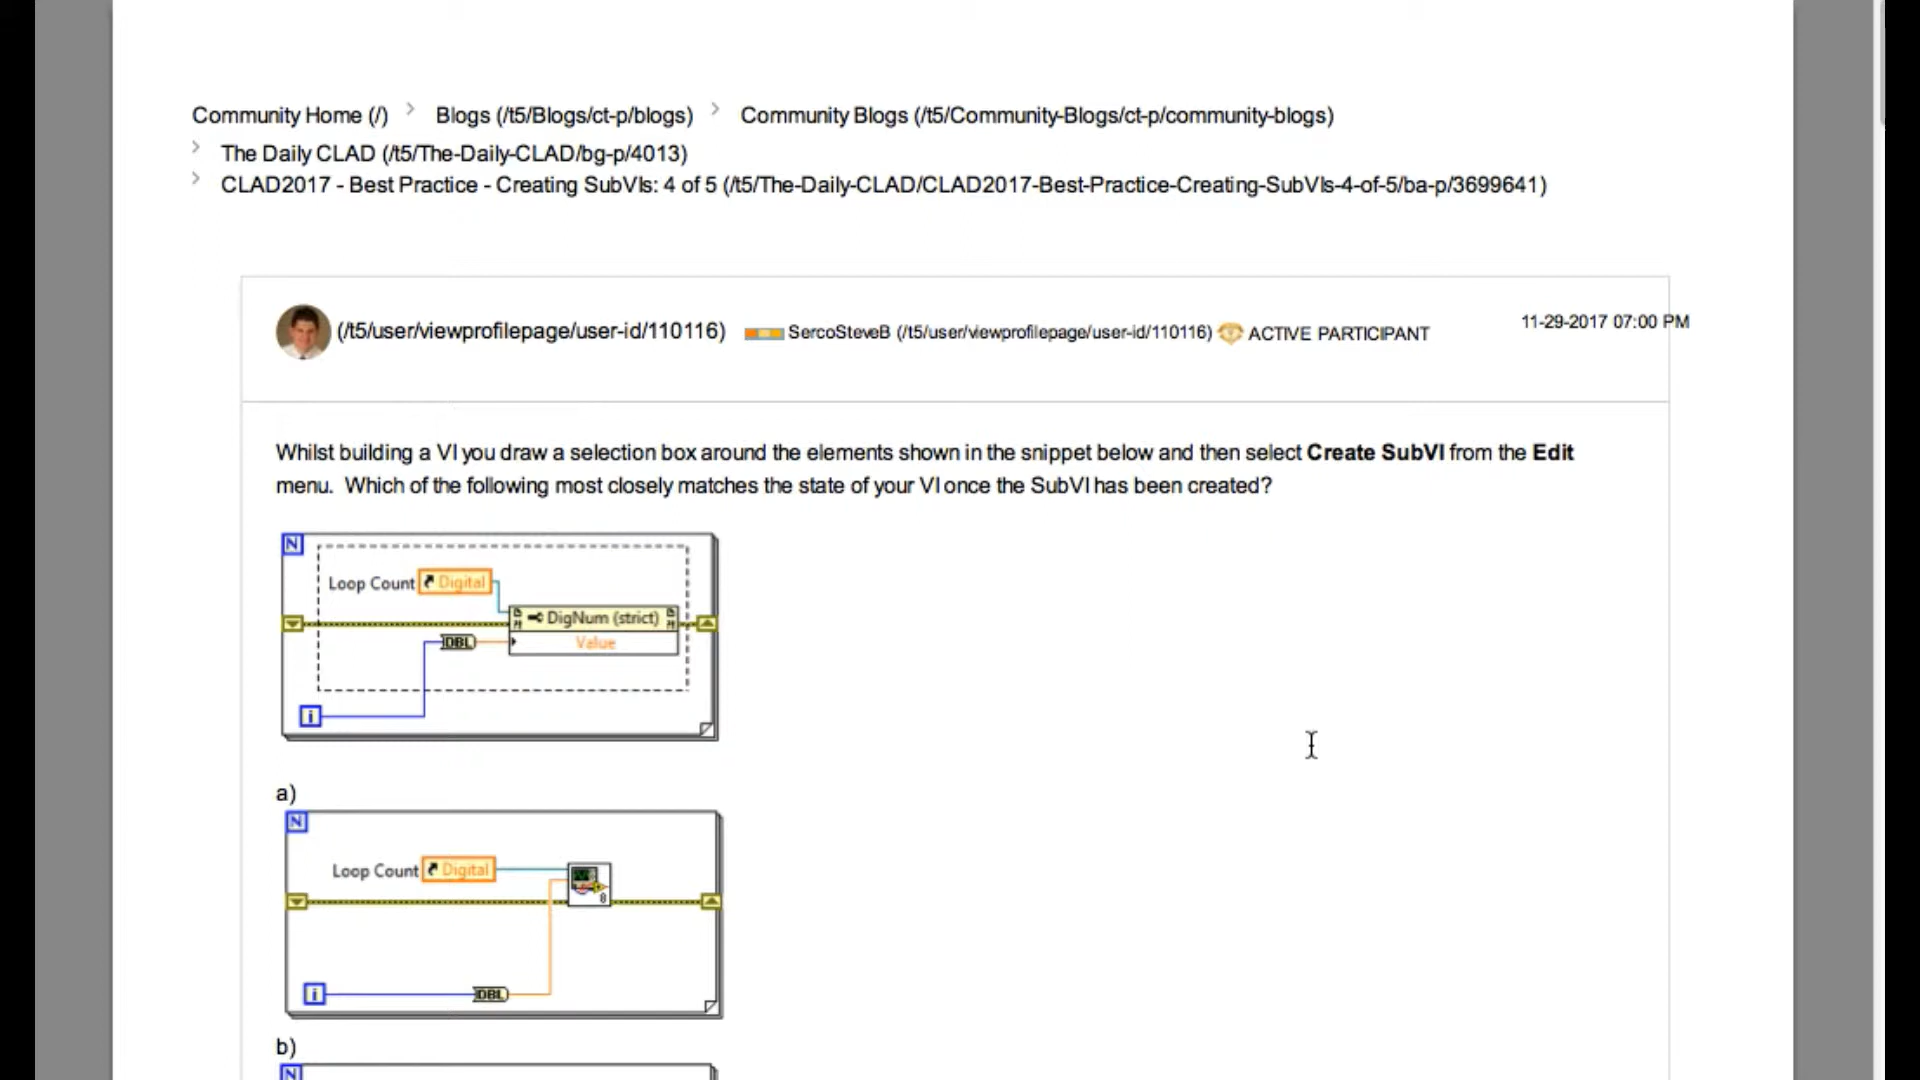 Community Home (/) > Blogs (/t5/Blogs/ct-p/blogs) > Community Blogs (/t5/Community-Blogs/ct-p/community-blogs)
> The Daily CLAD (/t5/The-Daily-CLAD/bg-p/4013)
> CLAD2017 - Best Practice - Creating SubVIs: 4 of 5 (/t5/The-Daily-CLAD/CLAD2017-Best-Practice-Creating-SubVIs-4-of-5/ba-p/3699641)
(/t5/user/viewprofilepage/user-id/110116) SercoSteveB (/t5/user/viewprofilepage/user-id/110116) ACTIVE PARTICIPANT 11-29-2017 07:00 PM
Whilst building a VI you draw a selection box around the elements shown in the snippet below and then select Create SubVI from the Edit
menu. Which of the following most closely matches the state of your VI once the SubVI has been created?
N
Loop Count Digital
DigNum (strict)
DBL Value
i
a)
N
Loop Count Digital
i DBL
b)
N